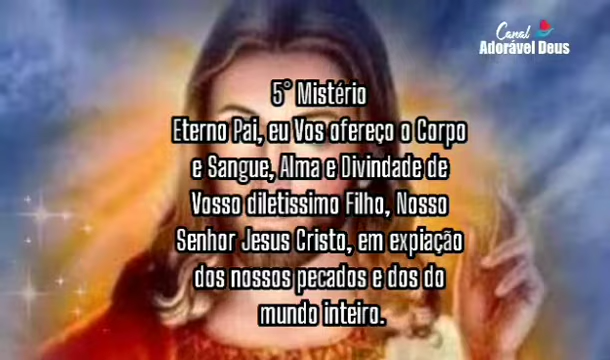 Canal
Adorável Deus
5° Mistério
Eterno Pai, eu Vos ofereço o Corpo
e Sangue, Alma e Divindade de
Vosso diletissimo Filho, Nosso
Senhor Jesus Cristo, em expiação
dos nossos pecados e dos do
mundo inteiro.